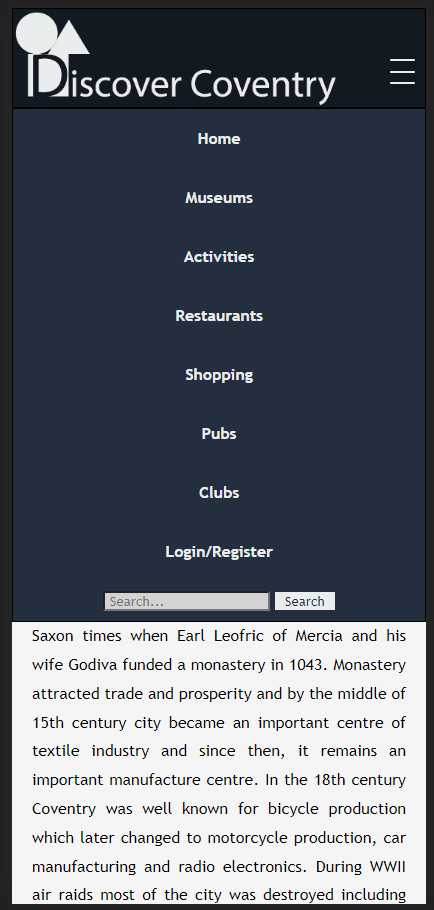 Discover Coventry
Home
Museums
Activities
Restaurants
Shopping
Pubs
Clubs
Login/Register
Search... Search
Saxon times when Earl Leofric of Mercia and his
wife Godiva funded a monastery in 1043. Monastery
attracted trade and prosperity and by the middle of
15th century city became an important centre of
textile industry and since then, it remains an
important manufacture centre. In the 18th century
Coventry was well known for bicycle production
which later changed to motorcycle production, car
manufacturing and radio electronics. During WWII
air raids most of the city was destroyed including